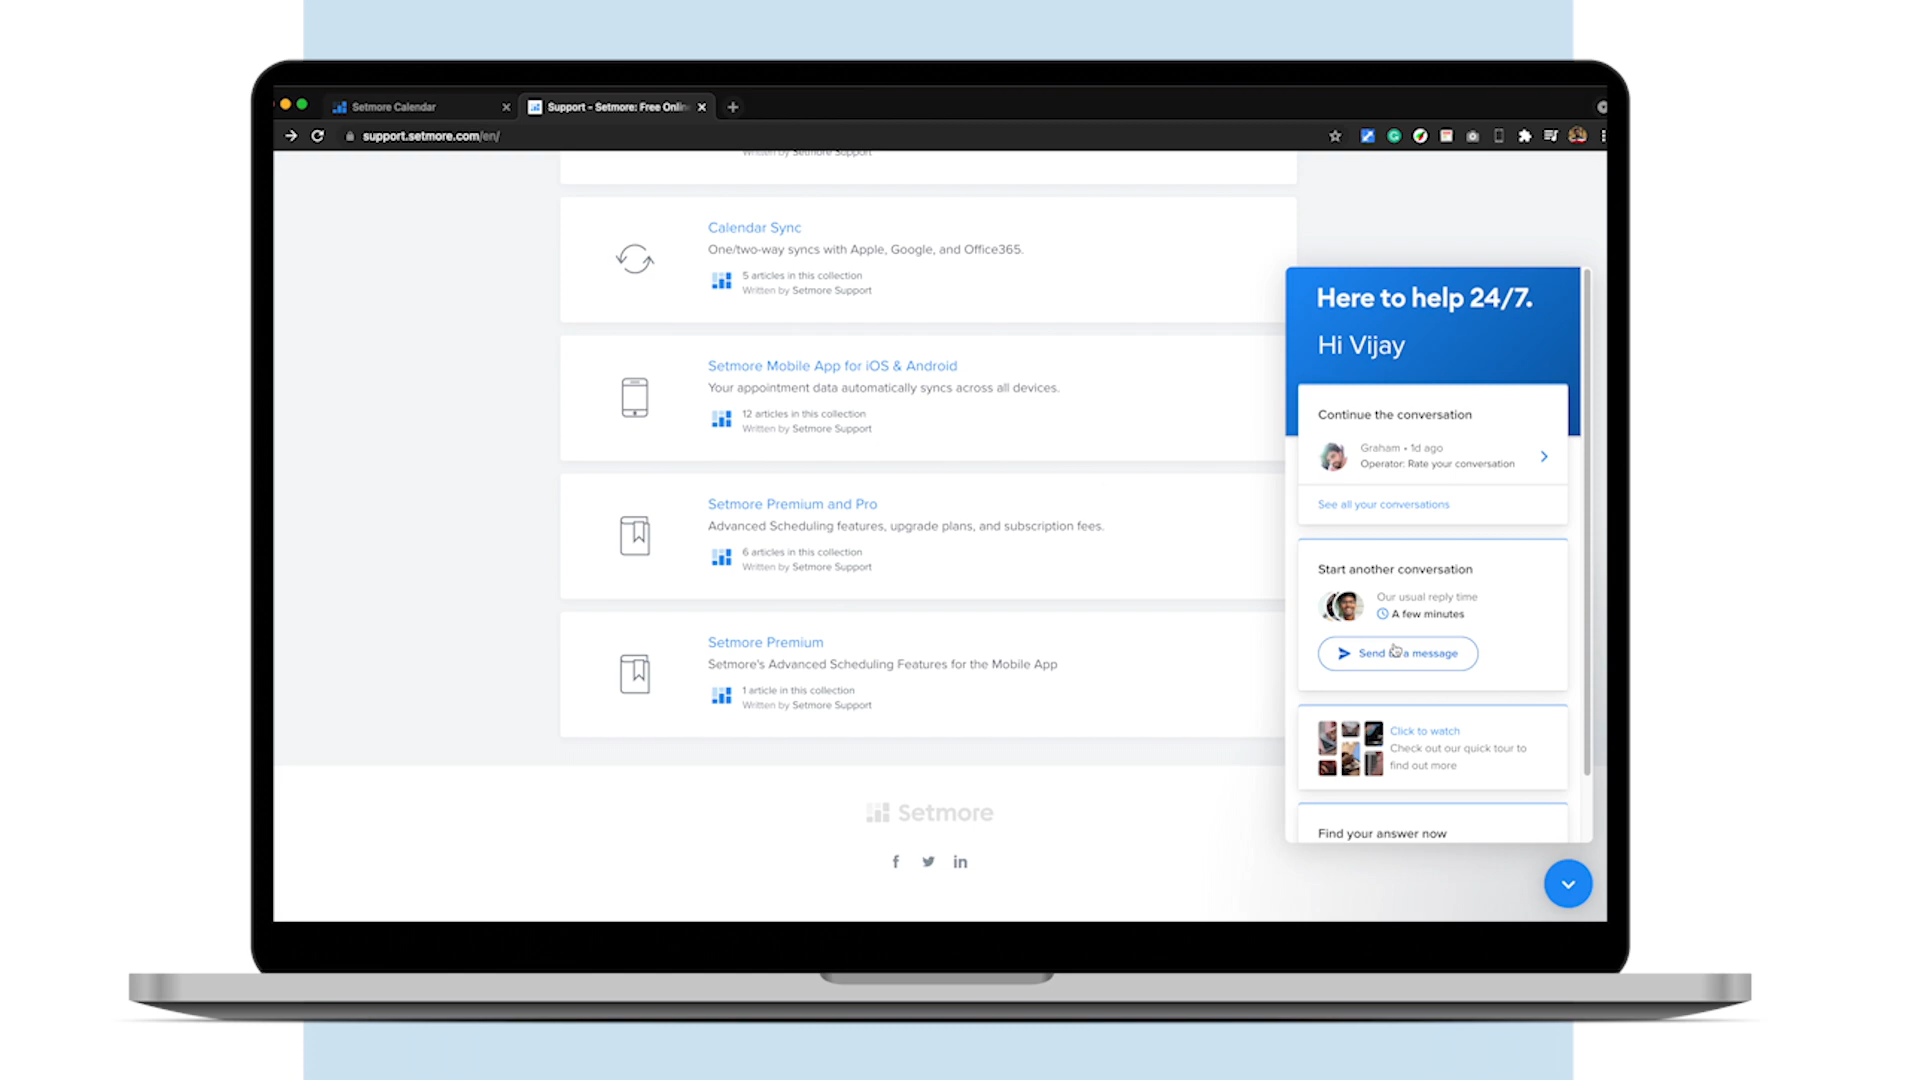 Setmore Calendar
Support - Setmore: Free Onlin
support.setmore.com/en/
Written by Setmore Support
Calendar Sync
One/two-way syncs with Apple, Google, and Office365.
5 articles in this collection
Written by Setmore Support
Setmore Mobile App for iOS & Android
Your appointment data automatically syncs across all devices.
12 articles in this collection
Written by Setmore Support
Setmore Premium and Pro
Advanced Scheduling features, upgrade plans, and subscription fees.
6 articles in this collection
Written by Setmore Support
Setmore Premium
Setmore's Advanced Scheduling Features for the Mobile App
1 article in this collection
Written by Setmore Support
Setmore
Here to help 24/7.
Hi Vijay
Continue the conversation
Graham • 1d ago
Operator: Rate your conversation
See all your conversations
Start another conversation
Our usual reply time
A few minutes
Send a message
Click to watch
Check out our quick tour to
find out more
Find your answer now